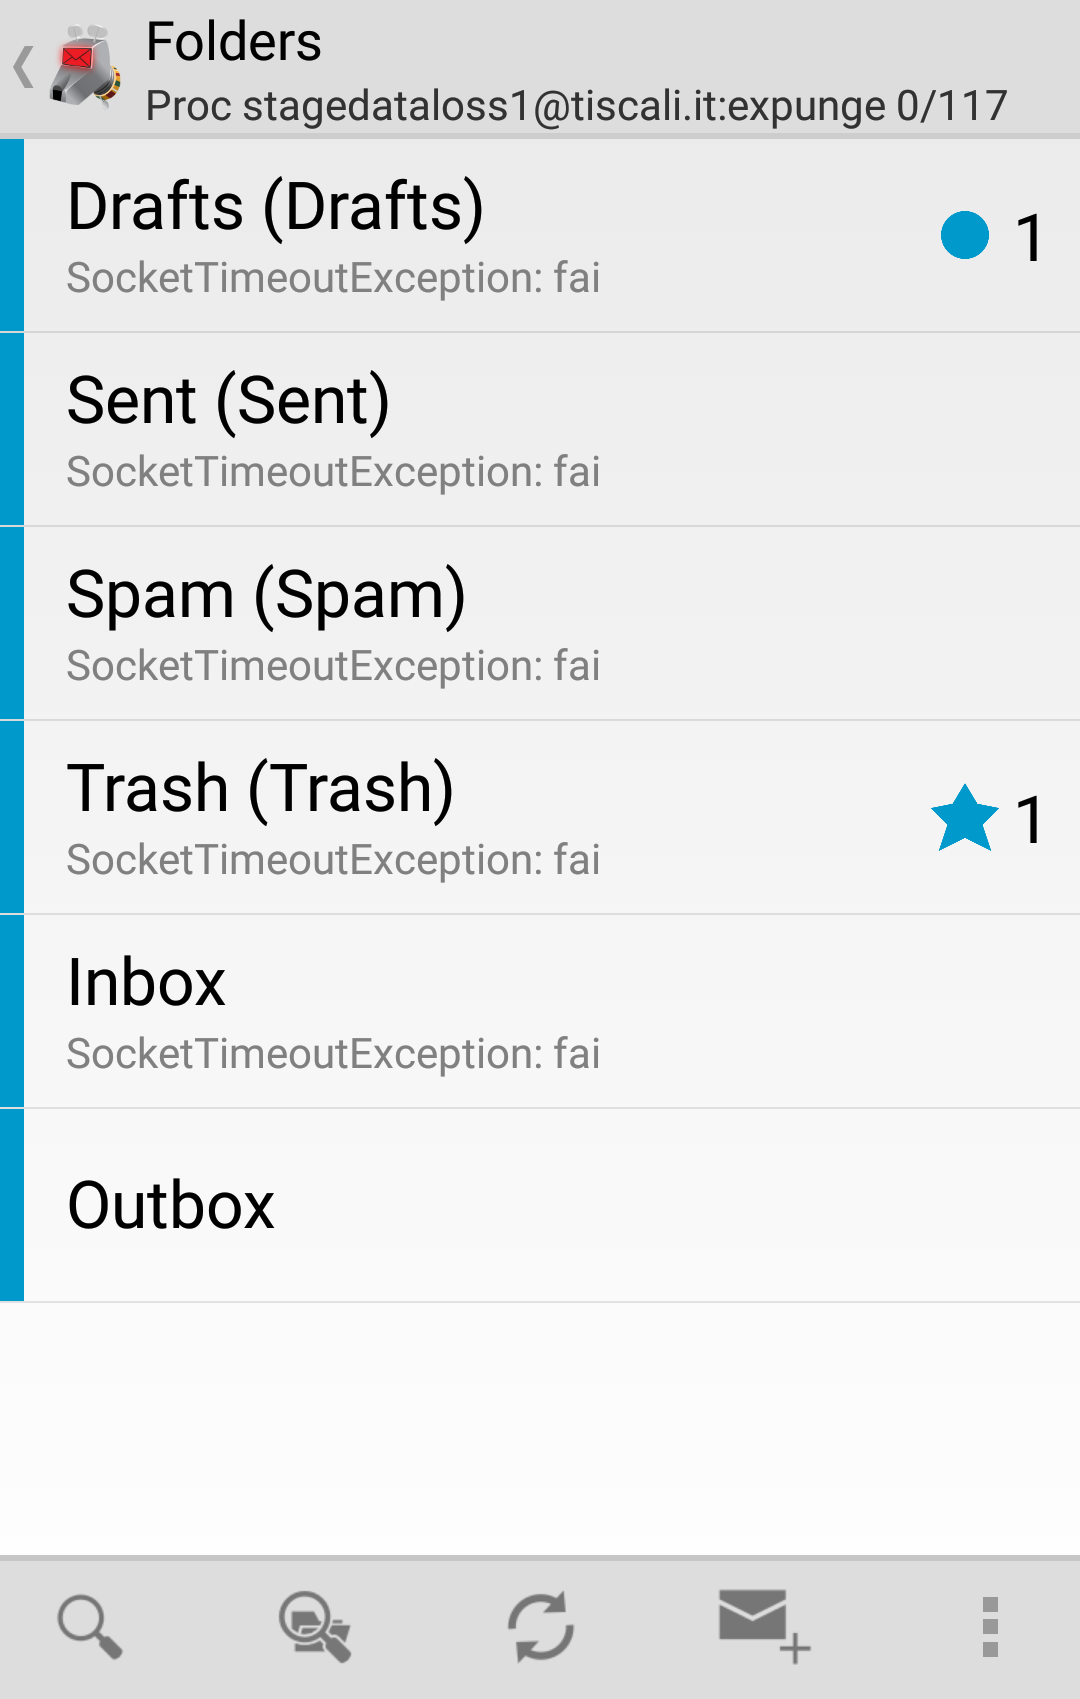 Folders
Proc stagedataloss1@tiscali.it:expunge 0/117
Drafts (Drafts)
SocketTimeoutException: fai
1
Sent (Sent)
SocketTimeoutException: fai
Spam (Spam)
SocketTimeoutException: fai
Trash (Trash)
SocketTimeoutException: fai
1
Inbox
SocketTimeoutException: fai
Outbox